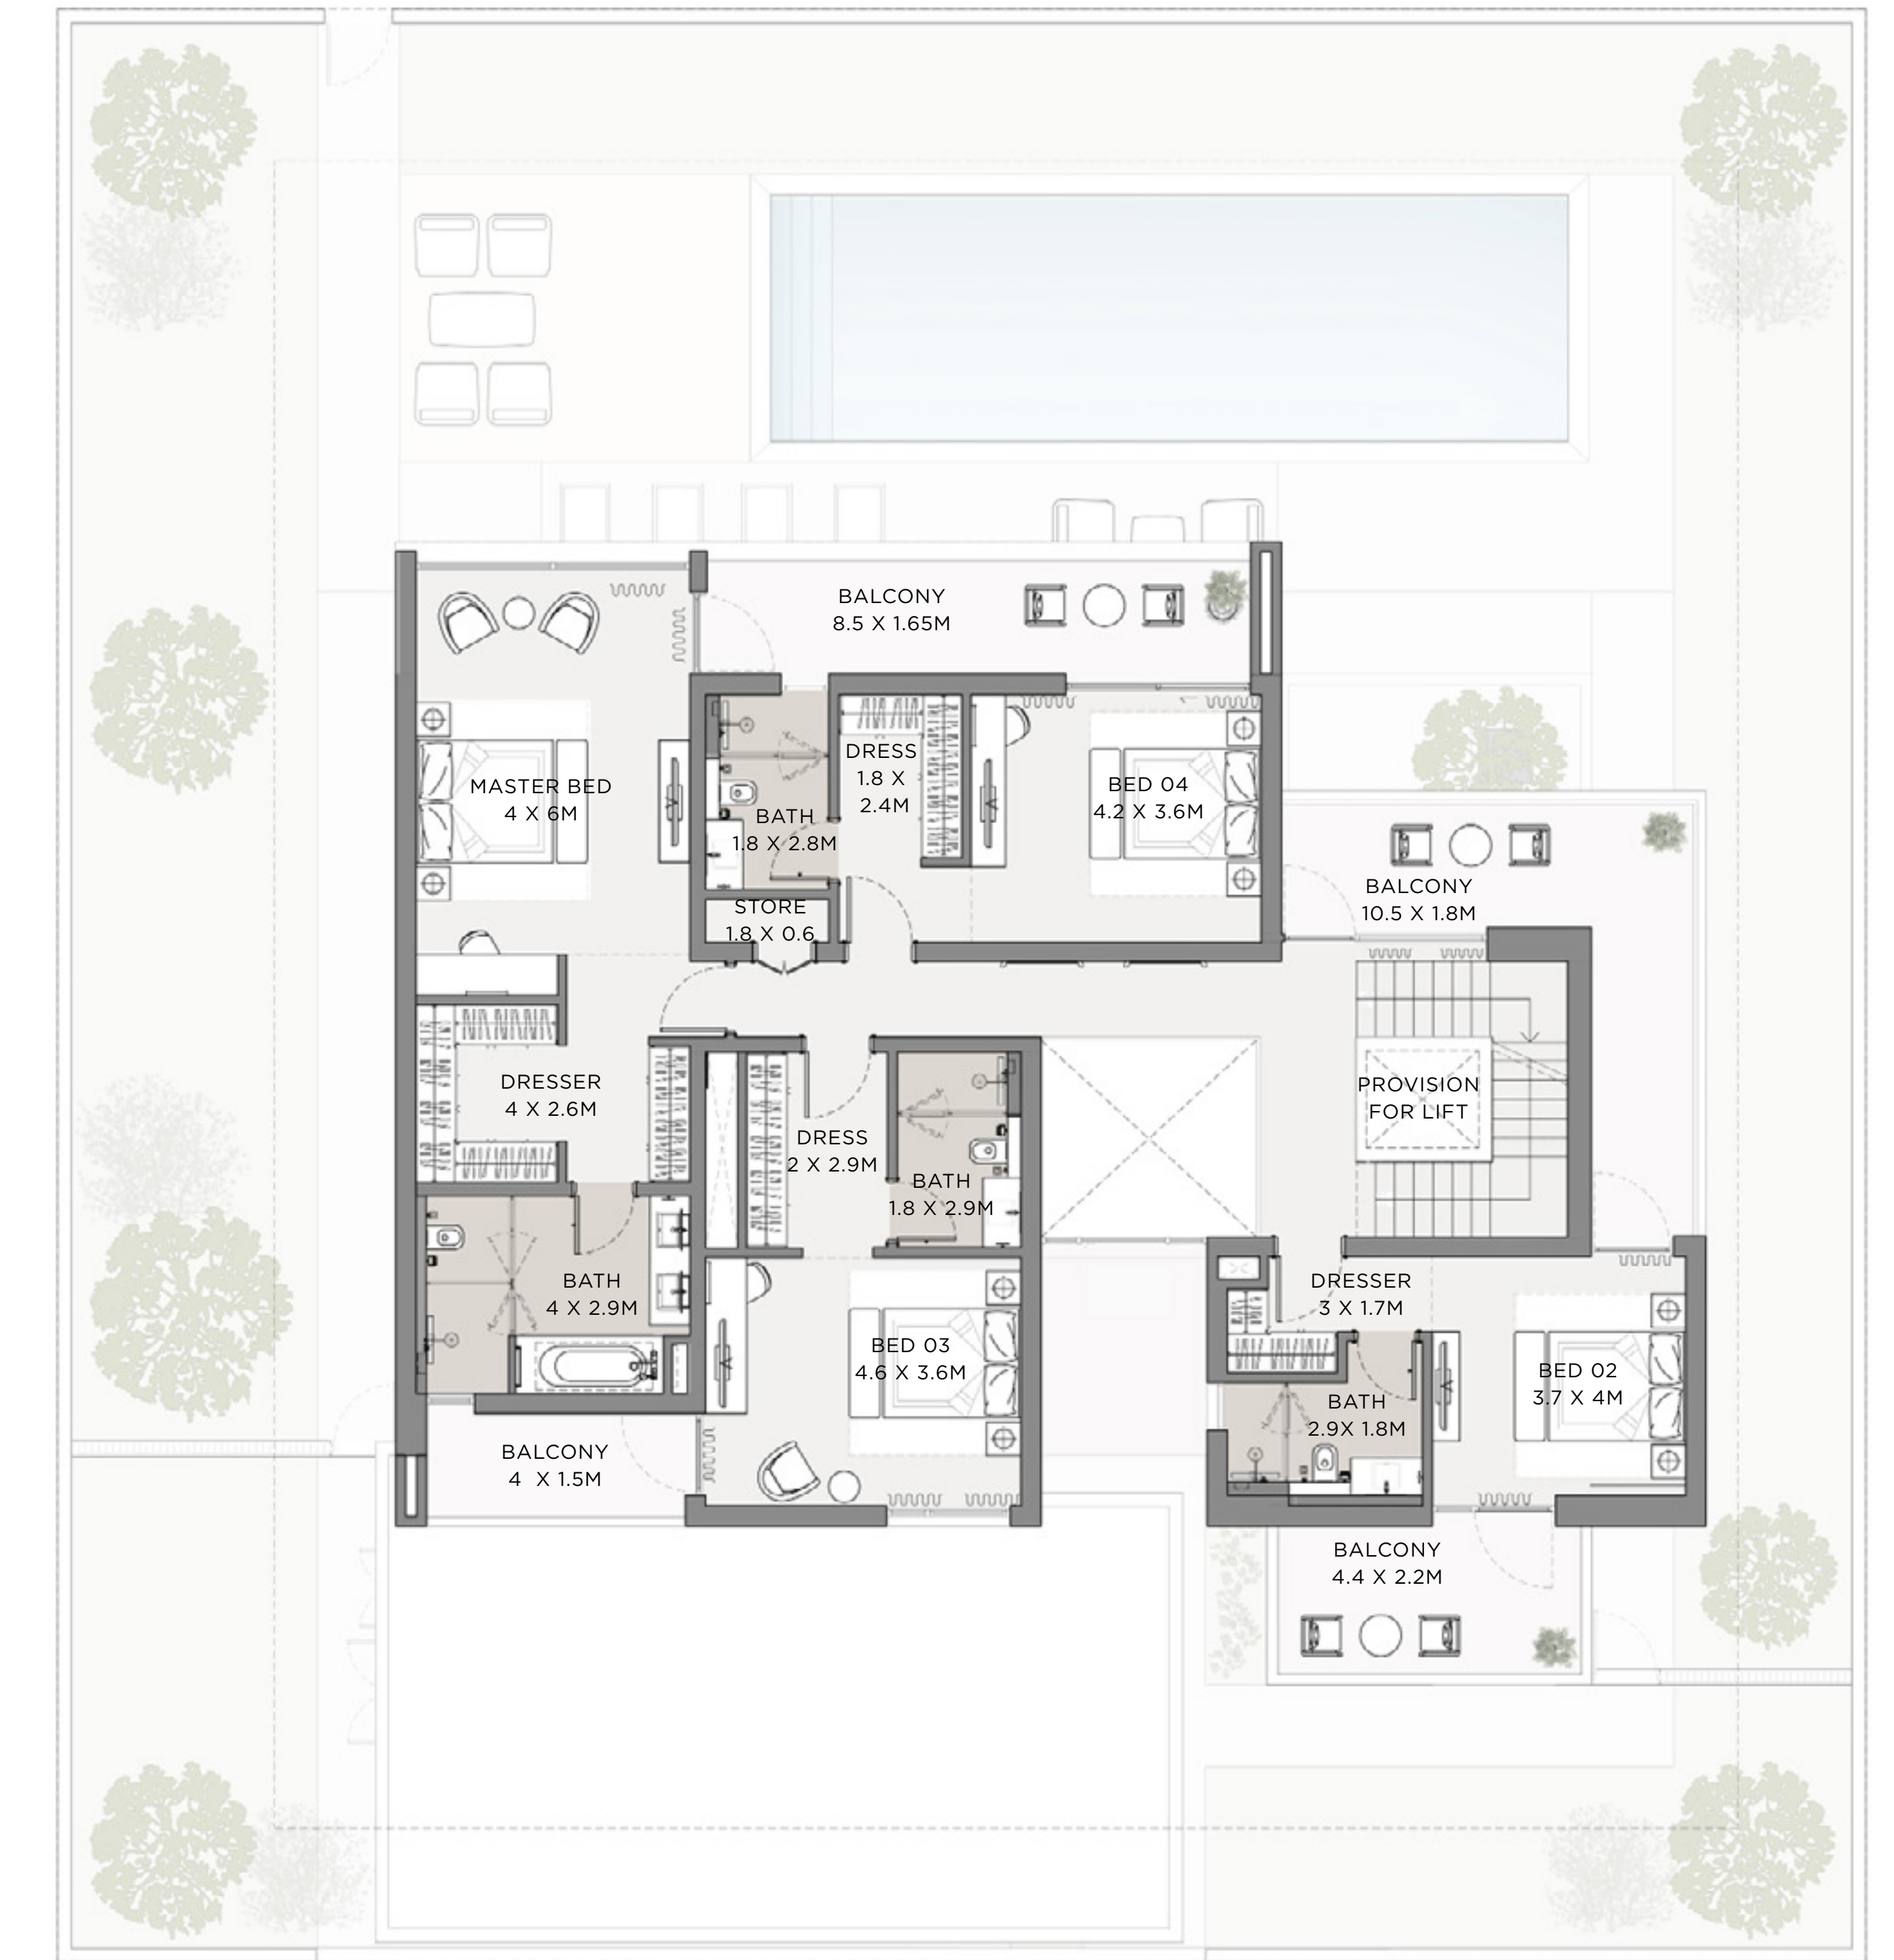 BALCONY
8.5 X 1.65M
MASTER BED
4 X 6M
BATH
1.8 X 2.8M
DRESS
1.8 X
2.4M
BED 04
4.2 X 3.6M
STORE
1.8 X 0.6
BALCONY
10.5 X 1.8M
DRESSER
4 X 2.6M
DRESS
2 X 2.9M
BATH
1.8 X 2.9M
PROVISION
FOR LIFT
BATH
4 X 2.9M
BED 03
4.6 X 3.6M
DRESSER
3 X 1.7M
BATH
2.9X 1.8M
BED 02
3.7 X 4M
BALCONY
4 X 1.5M
BALCONY
4.4 X 2.2M